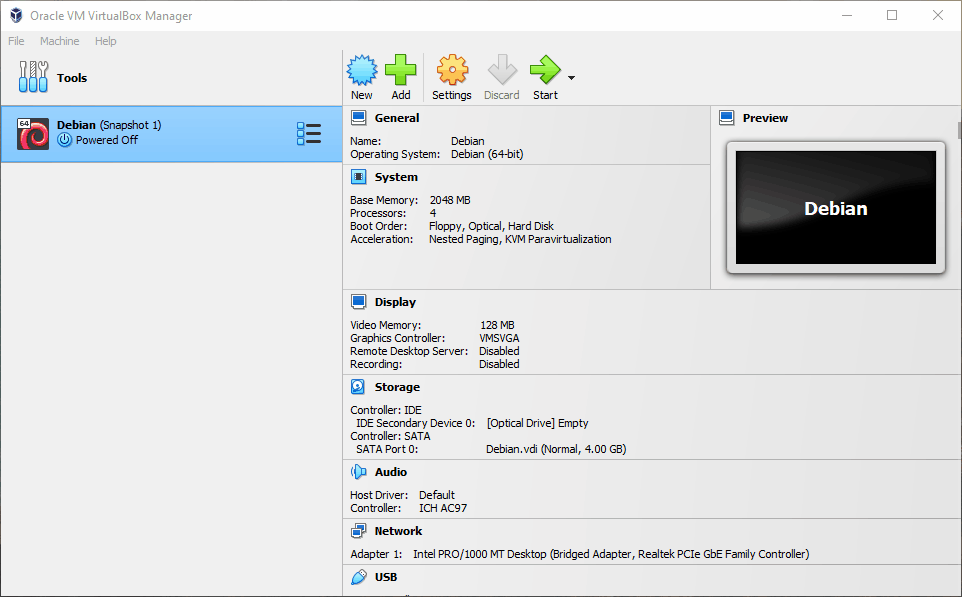 Oracle VM VirtualBox Manager
File Machine Help
Tools
New Add Settings Discard Start
64
Debian (Snapshot 1)
Powered Off
General
Name: Debian
Operating System: Debian (64-bit)
Preview
Debian
System
Base Memory: 2048 MB
Processors: 4
Boot Order: Floppy, Optical, Hard Disk
Acceleration: Nested Paging, KVM Paravirtualization
Display
Video Memory: 128 MB
Graphics Controller: VMSVGA
Remote Desktop Server: Disabled
Recording: Disabled
Storage
Controller: IDE
IDE Secondary Device 0: [Optical Drive] Empty
Controller: SATA
SATA Port 0: Debian.vdi (Normal, 4.00 GB)
Audio
Host Driver: Default
Controller: ICH AC97
Network
Adapter 1: Intel PRO/1000 MT Desktop (Bridged Adapter, Realtek PCIe GbE Family Controller)
USB